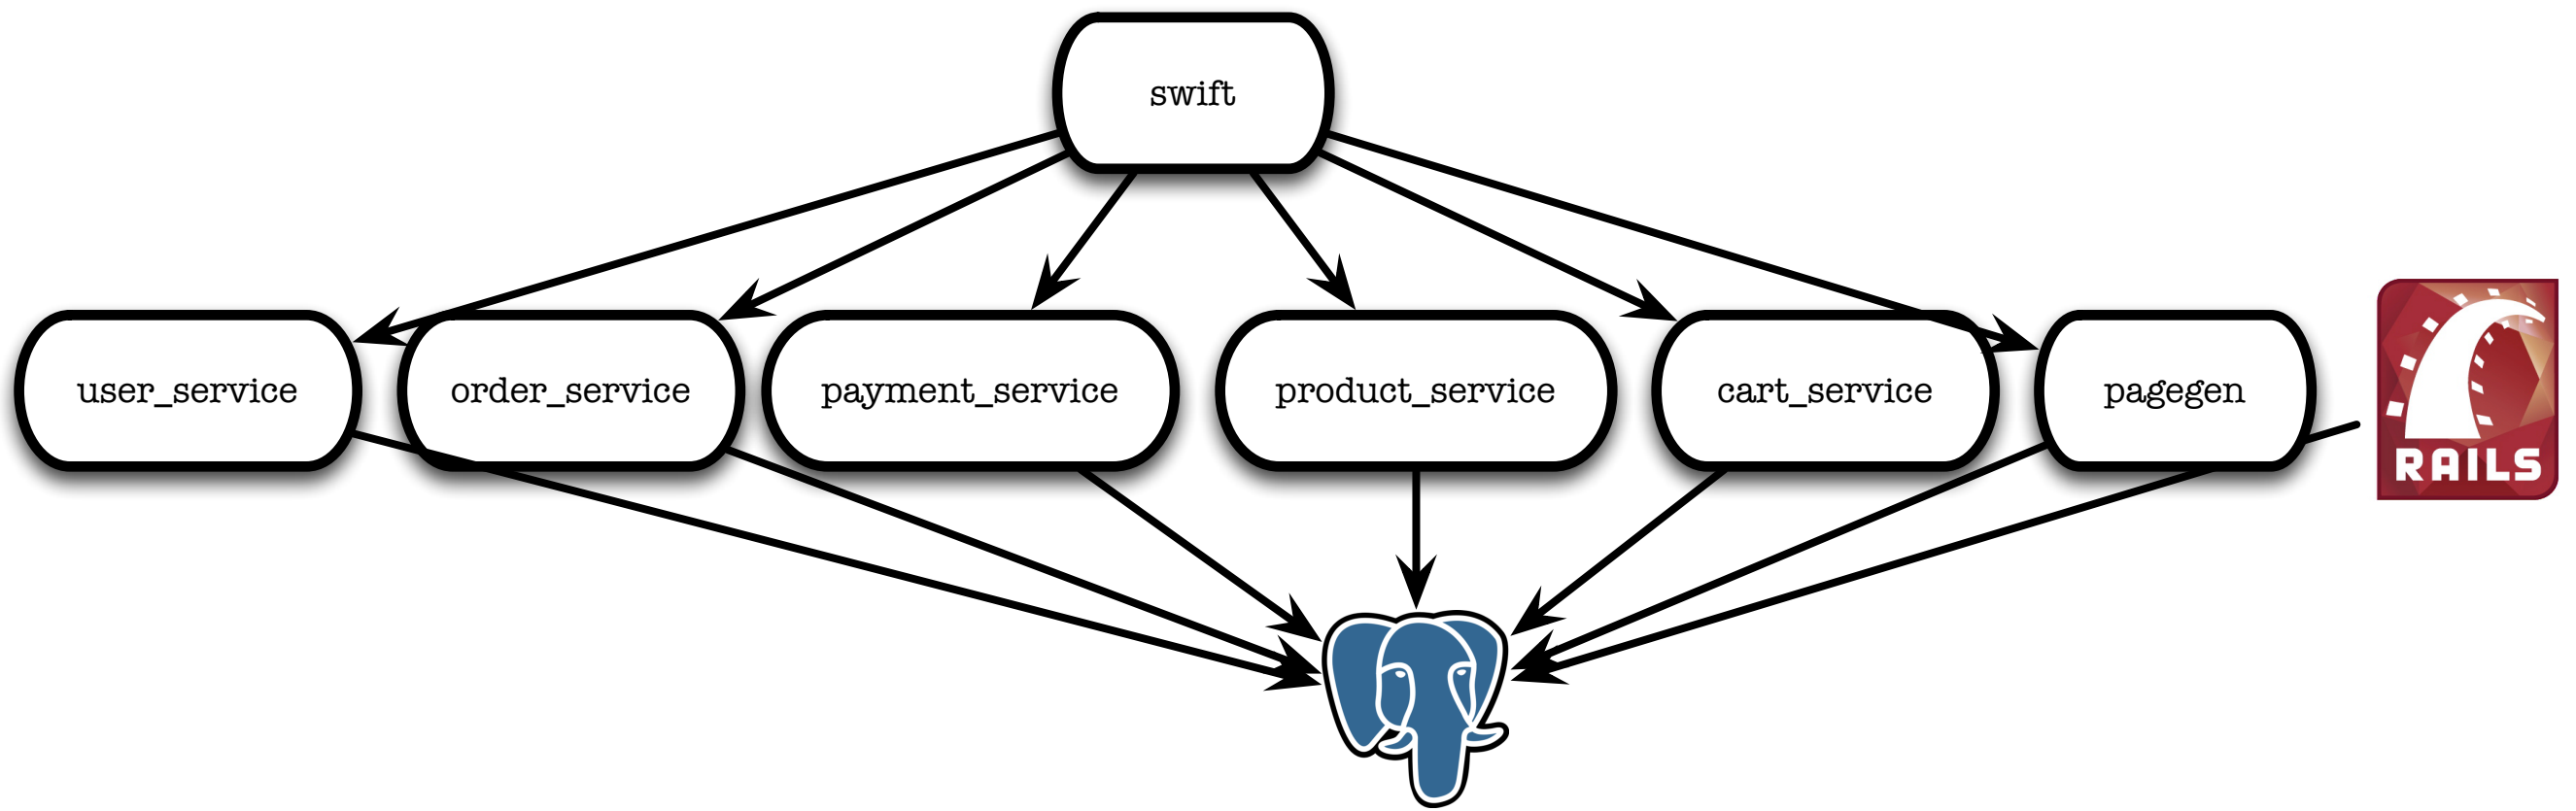 swift
user_service
order_service
payment_service
product_service
cart_service
pagegen
RAILS